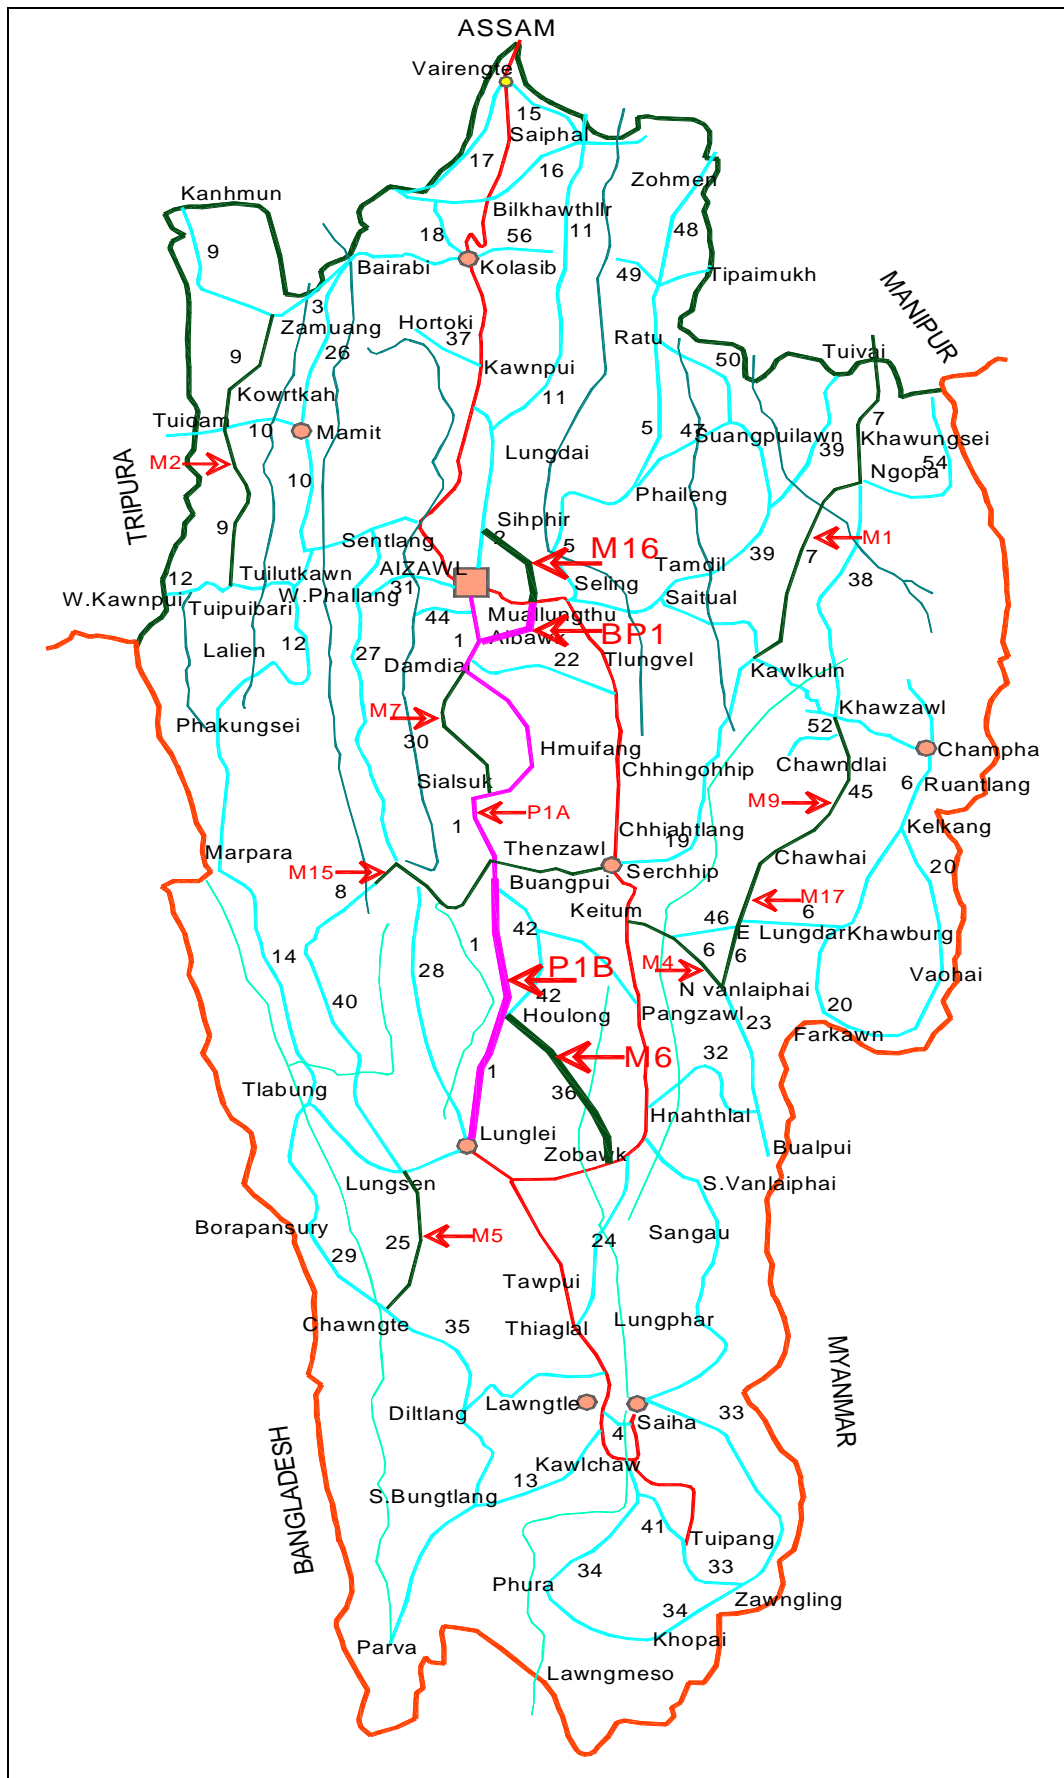 ASSAM
Vairengte
15
Saiphal
17
16
Zohmen
Kanhmun
Bilkhawthllr
18
56
11
48
9
Bairabi
Kolasib
49
Tipaimukh
MANIPUR
3
Zamuang
Hortoki
26
37
Ratu
Tuivai
9
Kawnpui
50
Kowrtkah
11
7
Tuidam
10
Mamit
5
47
Suangpuilawn
39
Khawungsei
TRIPURA
M2
Lungdai
54
Ngopa
10
Phaileng
9
Sihphir
2
Sentlang
5
M16
7
M1
39
AIZAWL
12
Tuilutkawn
31
Seling
Tamdil
38
W.Kawnpui
W.Phallang
Saitual
Tuipuibari
44
Muallungthu
Lalien
12
1
Aibawk
BP1
27
Damdiai
22
Tlungvel
Kawlkuln
M7
Phakungsei
Khawzawl
52
30
Hmuifang
Champha
Chhingohhip
Chawndlai
Sialsuk
6
Ruantlang
M9
45
P1A
1
Chhiahtlang
Kelkang
19
Marpara
Thenzawl
Chawhai
20
M15
Buangpui
Serchhip
8
M17
Keitum
46
6
42
1
E Lungdar
Khawburg
14
6
6
28
P1B
M4
Vaohai
40
42
N vanlaiphai
Houlong
Pangzawl
20
23
Farkawn
M6
32
1
Tlabung
36
Hnahthlal
Lunglei
Zobawk
Bualpui
Lungsen
S.Vanlaiphai
Borapansury
25
M5
24
Sangau
29
Tawpui
Chawngte
35
Thiaglal
Lungphar
MYANMAR
Lawngtle
Diltlang
Saiha
33
4
BANGLADESH
Kawlchaw
13
S.Bungtlang
41
Tuipang
34
33
Phura
Zawngling
34
Khopai
Parva
Lawngmeso